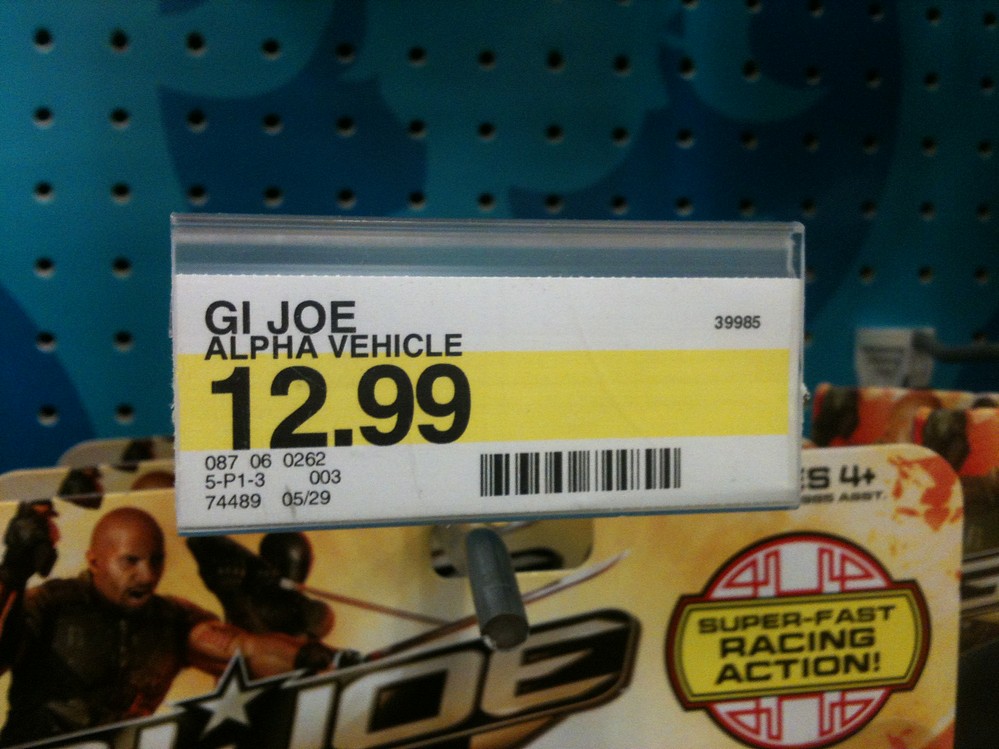 GI JOE
39985
ALPHA VEHICLE
12.99
087 06 0262
5-P1-3 003
74489 05/29
4+
ASST.
SUPER-FAST
RACING
ACTION!
JOE